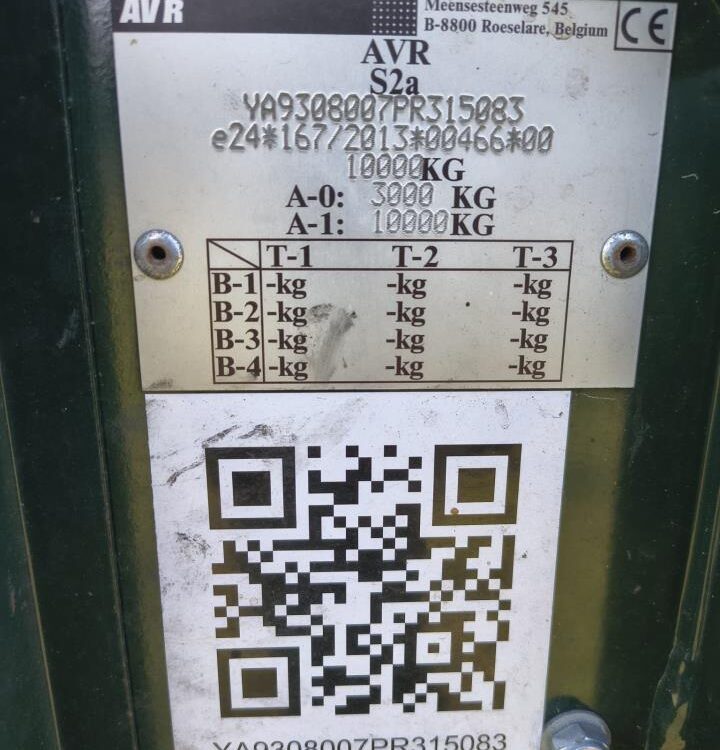 AVR
Meensesteenweg 545
B-8800 Roeselare, Belgium
CE
AVR
S2a
YA9308007PR315083
e24*167/2013*00466*00
10000KG
A-0: 3000 KG
A-1: 10000KG
T-1 T-2 T-3
B-1 -kg -kg -kg
B-2 -kg -kg -kg
B-3 -kg -kg -kg
B-4 -kg -kg -kg
YA9308007PR315083